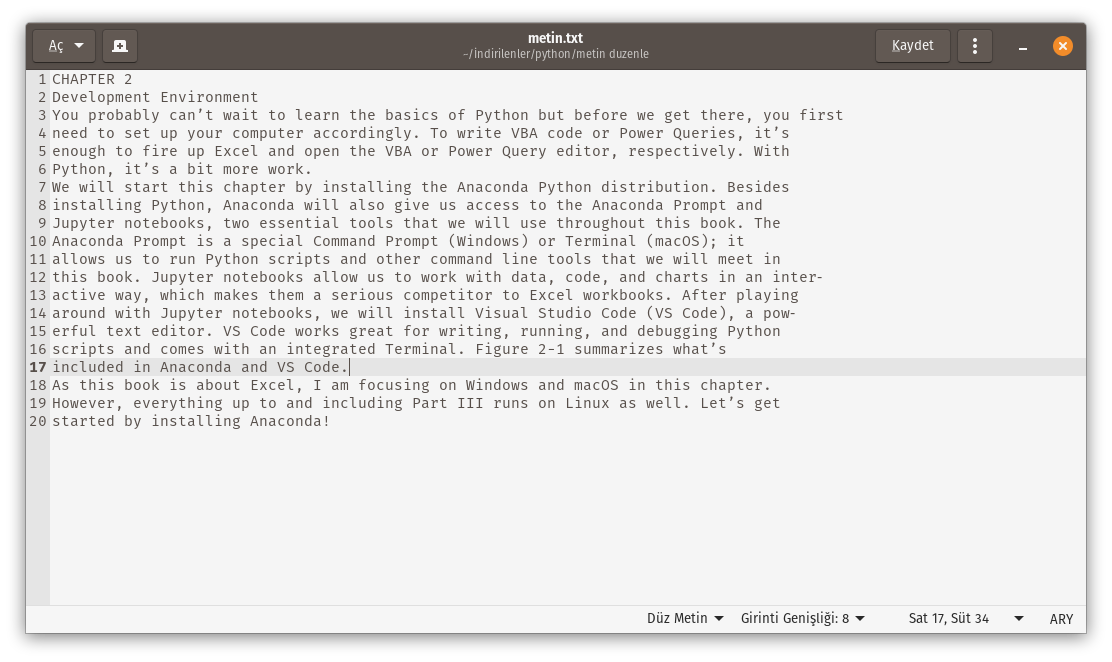 Aç
metin.txt
~/İndirilenler/python/metin duzenle
Kaydet
1 CHAPTER 2
2 Development Environment
3 You probably can’t wait to learn the basics of Python but before we get there, you first
4 need to set up your computer accordingly. To write VBA code or Power Queries, it’s
5 enough to fire up Excel and open the VBA or Power Query editor, respectively. With
6 Python, it’s a bit more work.
7 We will start this chapter by installing the Anaconda Python distribution. Besides
8 installing Python, Anaconda will also give us access to the Anaconda Prompt and
9 Jupyter notebooks, two essential tools that we will use throughout this book. The
10 Anaconda Prompt is a special Command Prompt (Windows) or Terminal (macOS); it
11 allows us to run Python scripts and other command line tools that we will meet in
12 this book. Jupyter notebooks allow us to work with data, code, and charts in an inter-
13 active way, which makes them a serious competitor to Excel workbooks. After playing
14 around with Jupyter notebooks, we will install Visual Studio Code (VS Code), a pow-
15 erful text editor. VS Code works great for writing, running, and debugging Python
16 scripts and comes with an integrated Terminal. Figure 2-1 summarizes what’s
17 included in Anaconda and VS Code.
18 As this book is about Excel, I am focusing on Windows and macOS in this chapter.
19 However, everything up to and including Part III runs on Linux as well. Let’s get
20 started by installing Anaconda!
Düz Metin Girinti Genişliği: 8 Sat 17, Süt 34 ARY